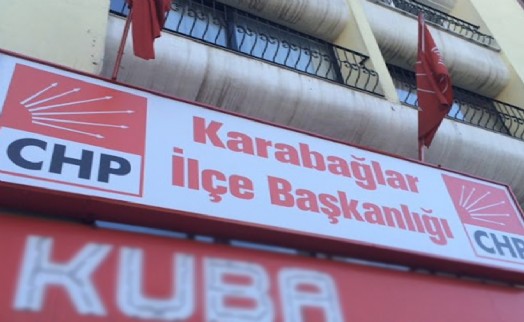 CHP
Karabağlar
İlçe Başkanlığı
CHP
KUBA